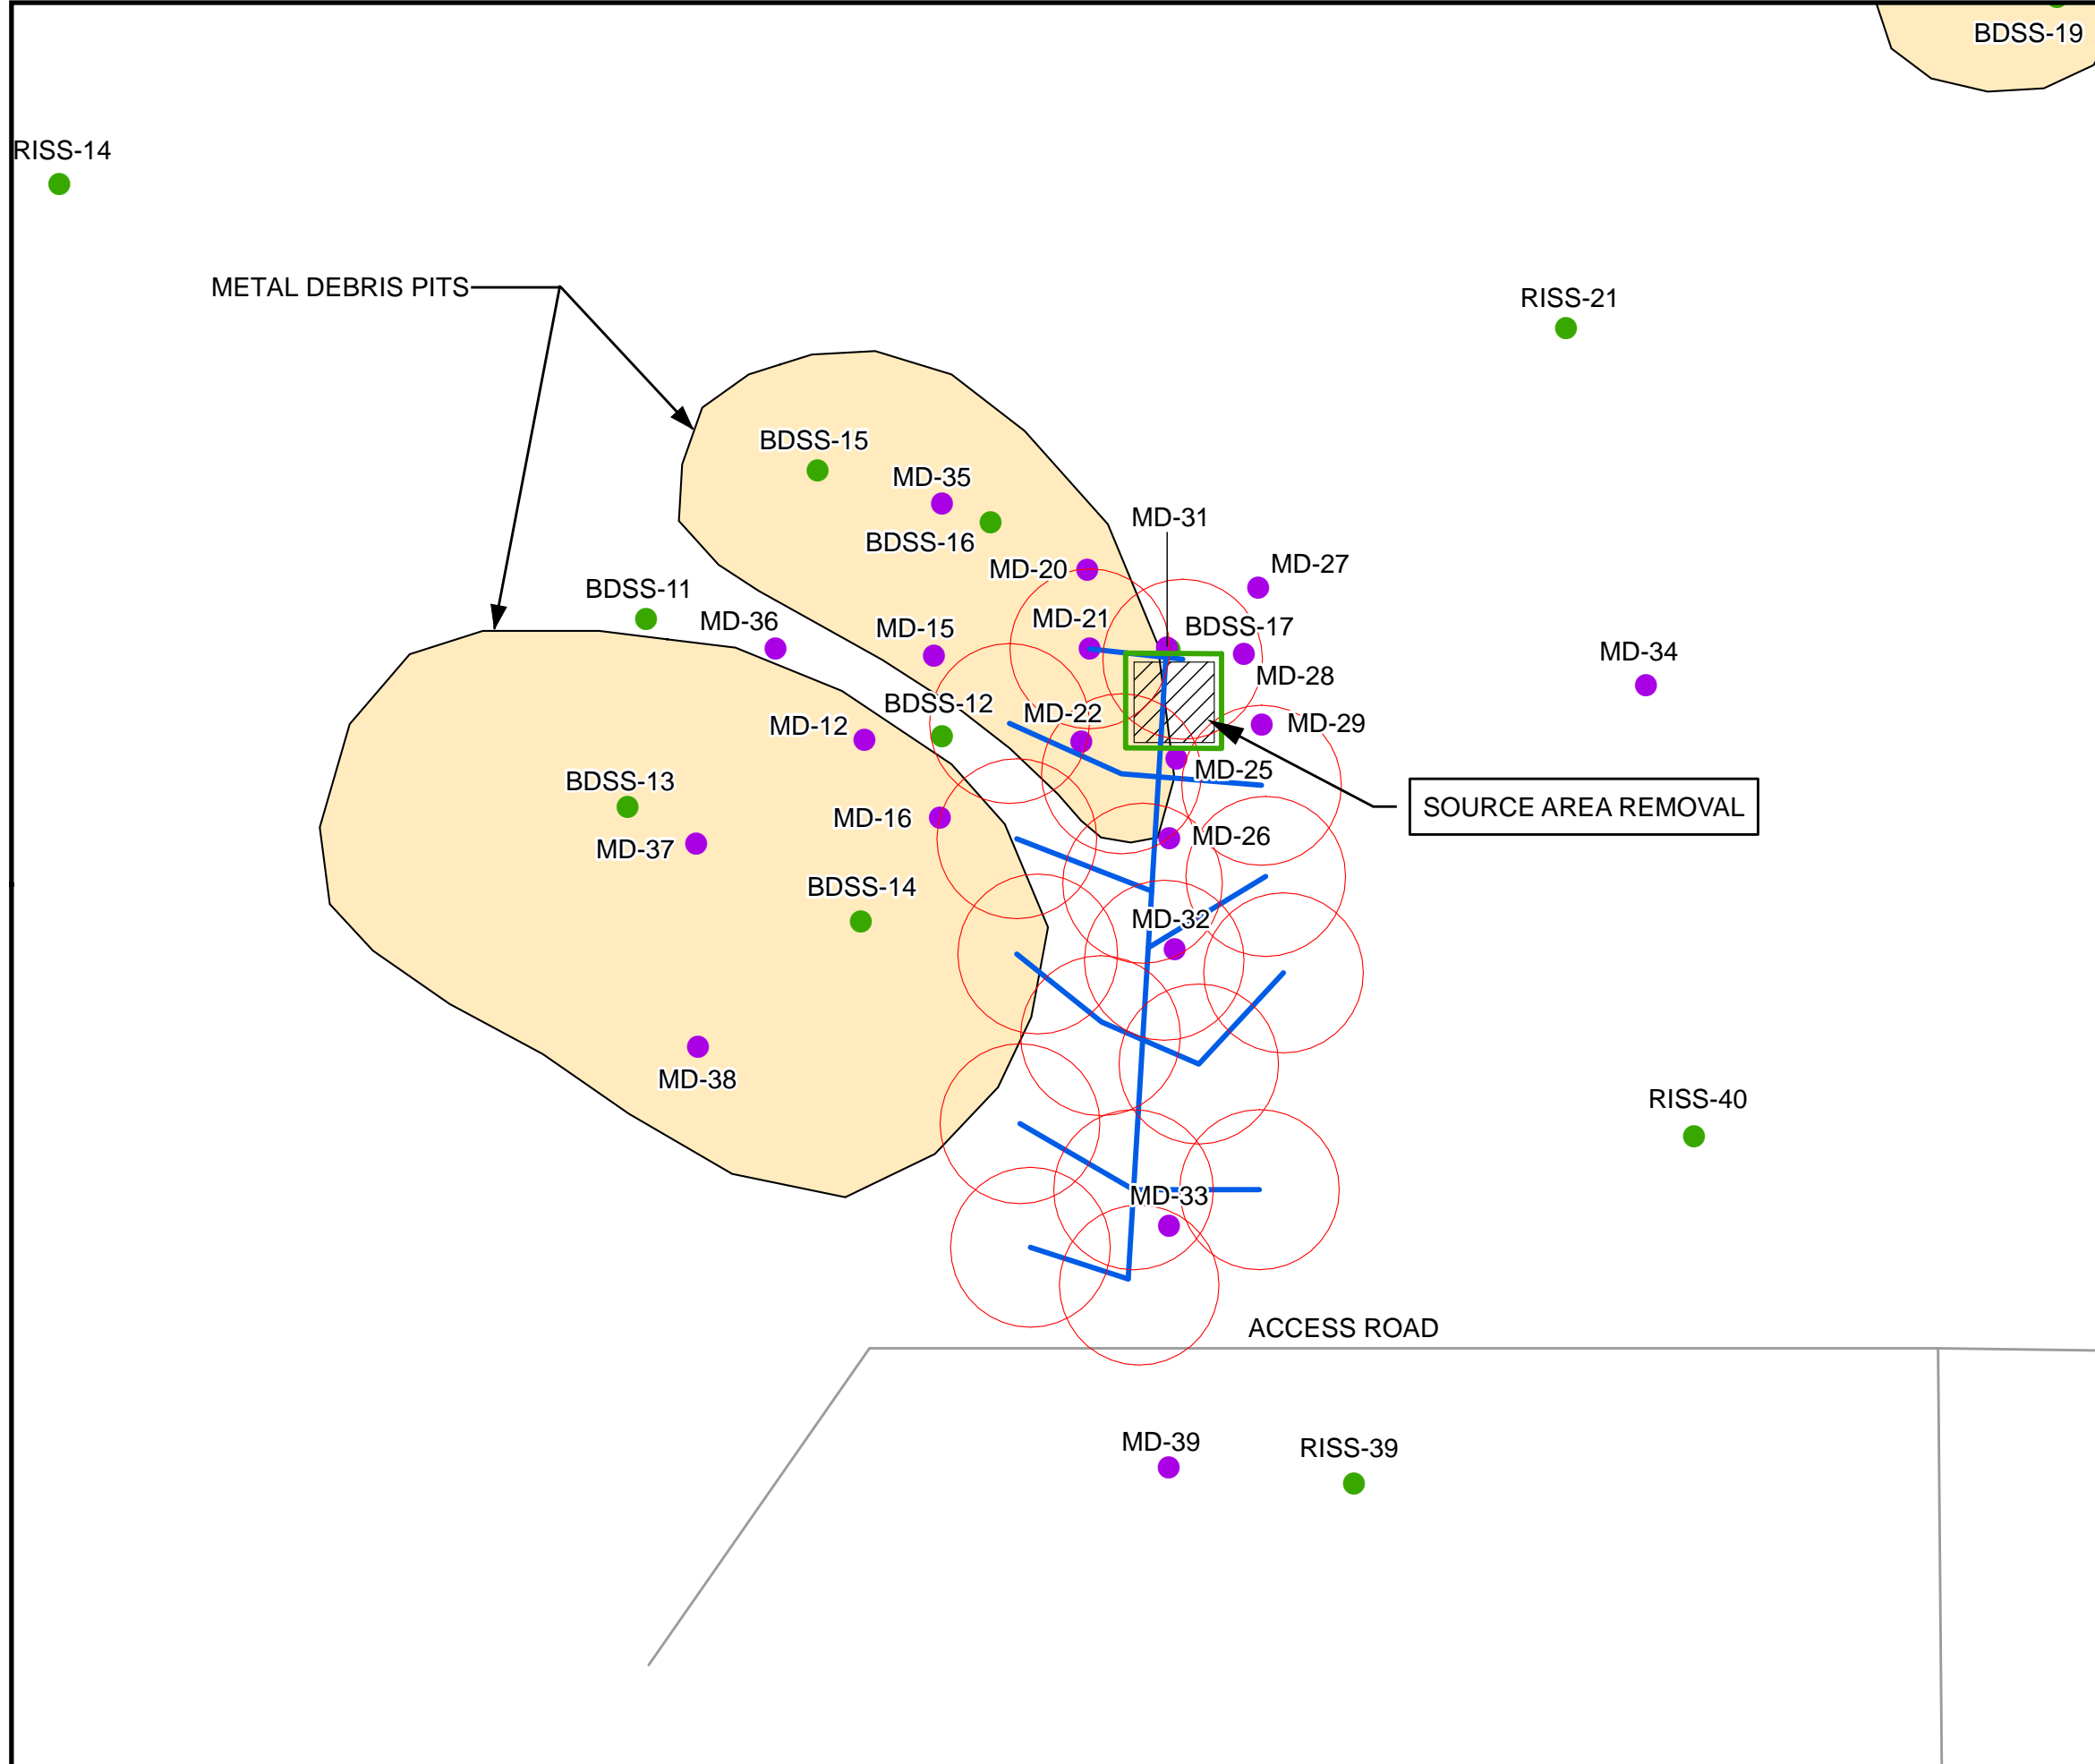 BDSS-19
RISS-14
METAL DEBRIS PITS
RISS-21
BDSS-15
MD-35
MD-31
BDSS-16
MD-20
MD-27
BDSS-11
MD-36
MD-15
MD-21
BDSS-17
MD-34
MD-28
BDSS-12
MD-22
MD-12
MD-29
MD-25
BDSS-13
SOURCE AREA REMOVAL
MD-16
MD-26
MD-37
BDSS-14
MD-32
MD-38
RISS-40
MD-33
ACCESS ROAD
MD-39
RISS-39